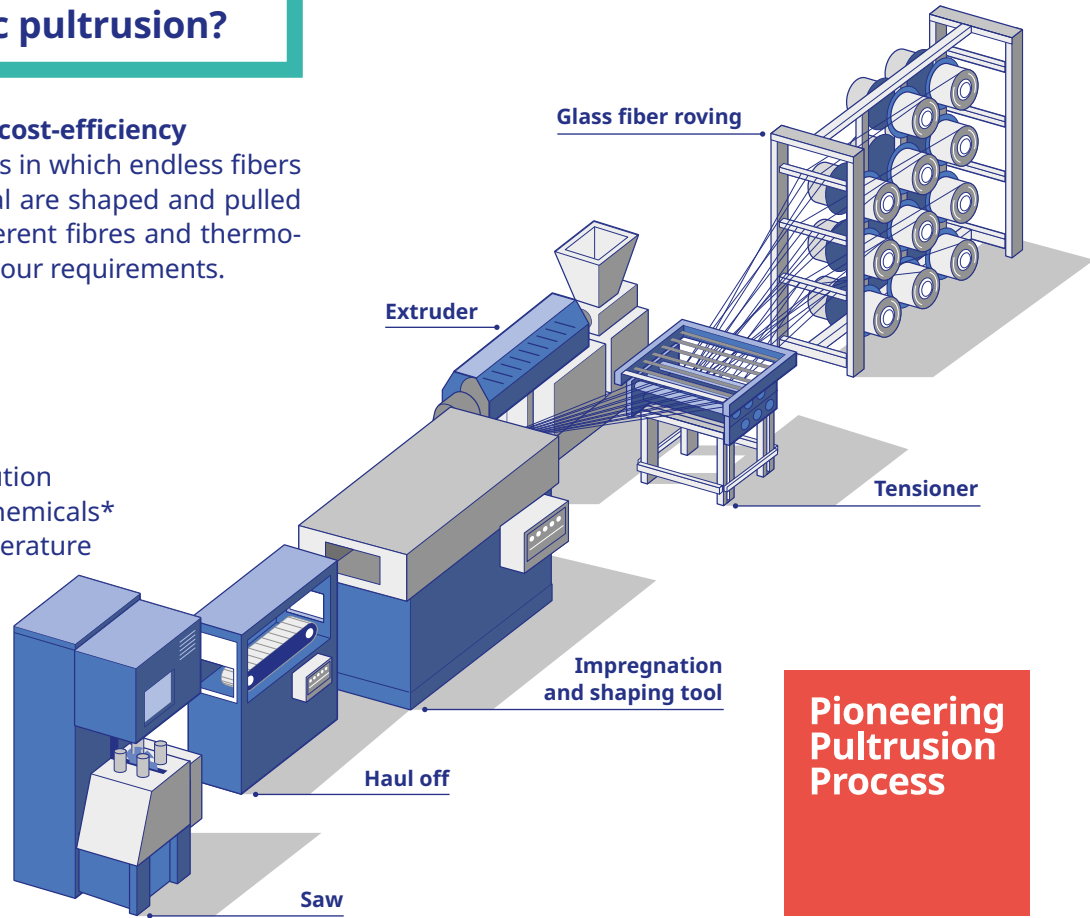 c pultrusion?
cost-efficiency
s in which endless fibers
al are shaped and pulled
erent fibres and thermo-
our requirements.
ution
hemicals*
erature
Glass fiber roving
Extruder
Tensioner
Impregnation
and shaping tool
Haul off
Saw
Pioneering
Pultrusion
Process